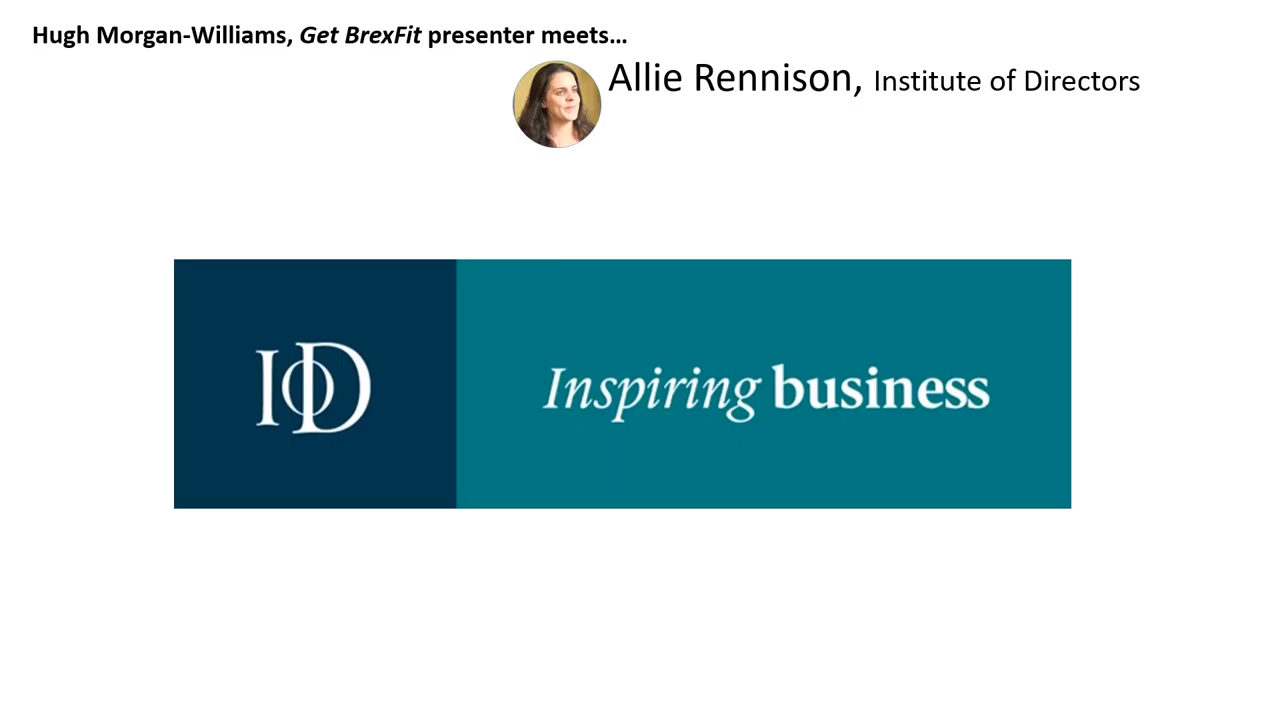 Hugh Morgan-Williams, Get BrexFit presenter meets...
Allie Rennison, Institute of Directors
IOD
Inspiring business